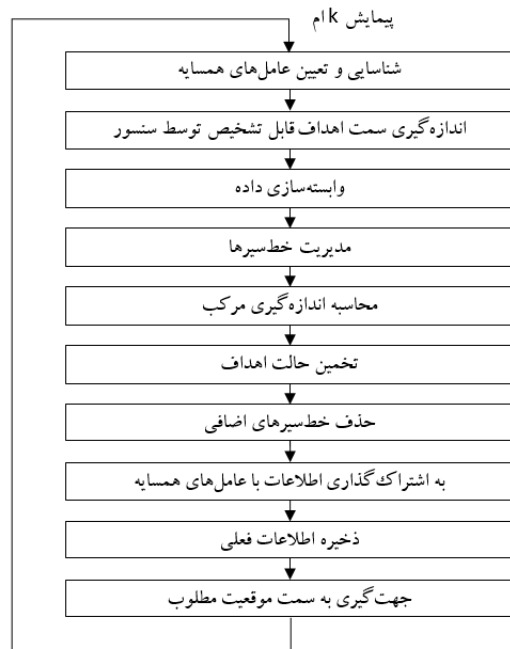 پیمایش k ام
شناسایی و تعیین عامل‌های همسایه
اندازه‌گیری سمت اهداف قابل تشخیص توسط سنسور
وابسته‌سازی داده
مدیریت خط‌سیرها
محاسبه اندازه‌گیری مرکب
تخمین حالت اهداف
حذف خط‌سیرهای اضافی
به اشتراک‌گذاری اطلاعات با عامل‌های همسایه
ذخیره اطلاعات فعلی
جهت‌گیری به سمت موقعیت مطلوب